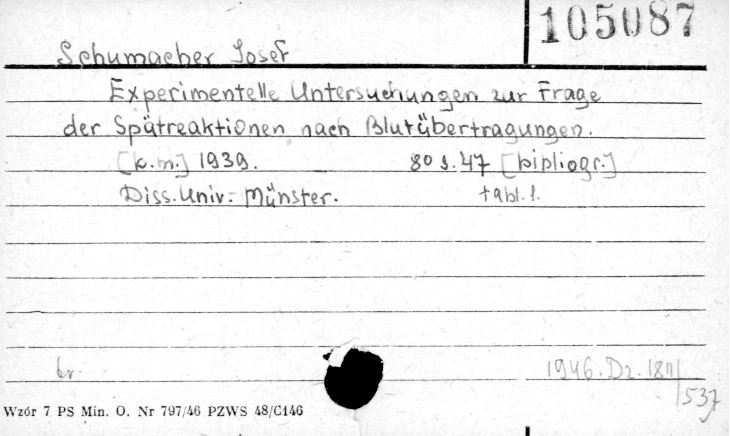 105087
Schumacher Josef
Experimentelle Untersuchungen zur Frage
der Spätreaktionen nach Blutübertragungen.
[k.m.] 1939. 80 s. 47 [bibliogr.]
Diss. Univ. Münster. tabl. 1.
br. 1946. Dz.
537
Wzór 7 PS Min. O. Nr 797/46 PZWS 48/C146